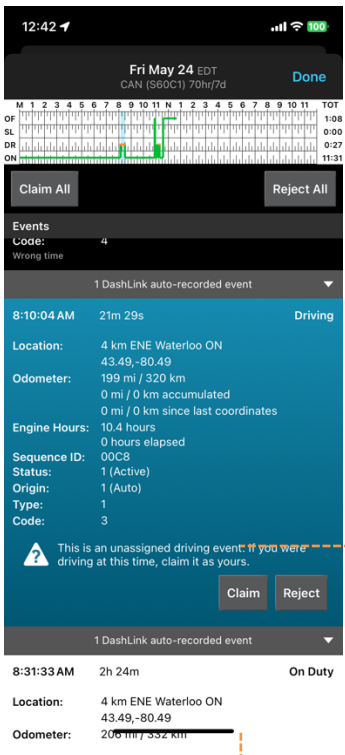 12:42
100
Fri May 24 EDT
CAN (S60C1) 70hr/7d
Done
M 1 2 3 4 5 6 7 8 9 10 11 N 1 2 3 4 5 6 7 8 9 10 11 TOT
OF 1:08
SL 0:00
DR 0:27
ON 11:31
Claim All Reject All
Events
Code: 4
Wrong time
1 DashLink auto-recorded event
8:10:04 AM 21m 29s Driving
Location: 4 km ENE Waterloo ON
43.49,-80.49
Odometer: 199 mi / 320 km
0 mi / 0 km accumulated
0 mi / 0 km since last coordinates
Engine Hours: 10.4 hours
0 hours elapsed
Sequence ID: 00C8
Status: 1 (Active)
Origin: 1 (Auto)
Type: 1
Code: 3
? This is an unassigned driving event. If you were
driving at this time, claim it as yours.
Claim Reject
1 DashLink auto-recorded event
8:31:33 AM 2h 24m On Duty
Location: 4 km ENE Waterloo ON
43.49,-80.49
Odometer: 206 mi / 332 km